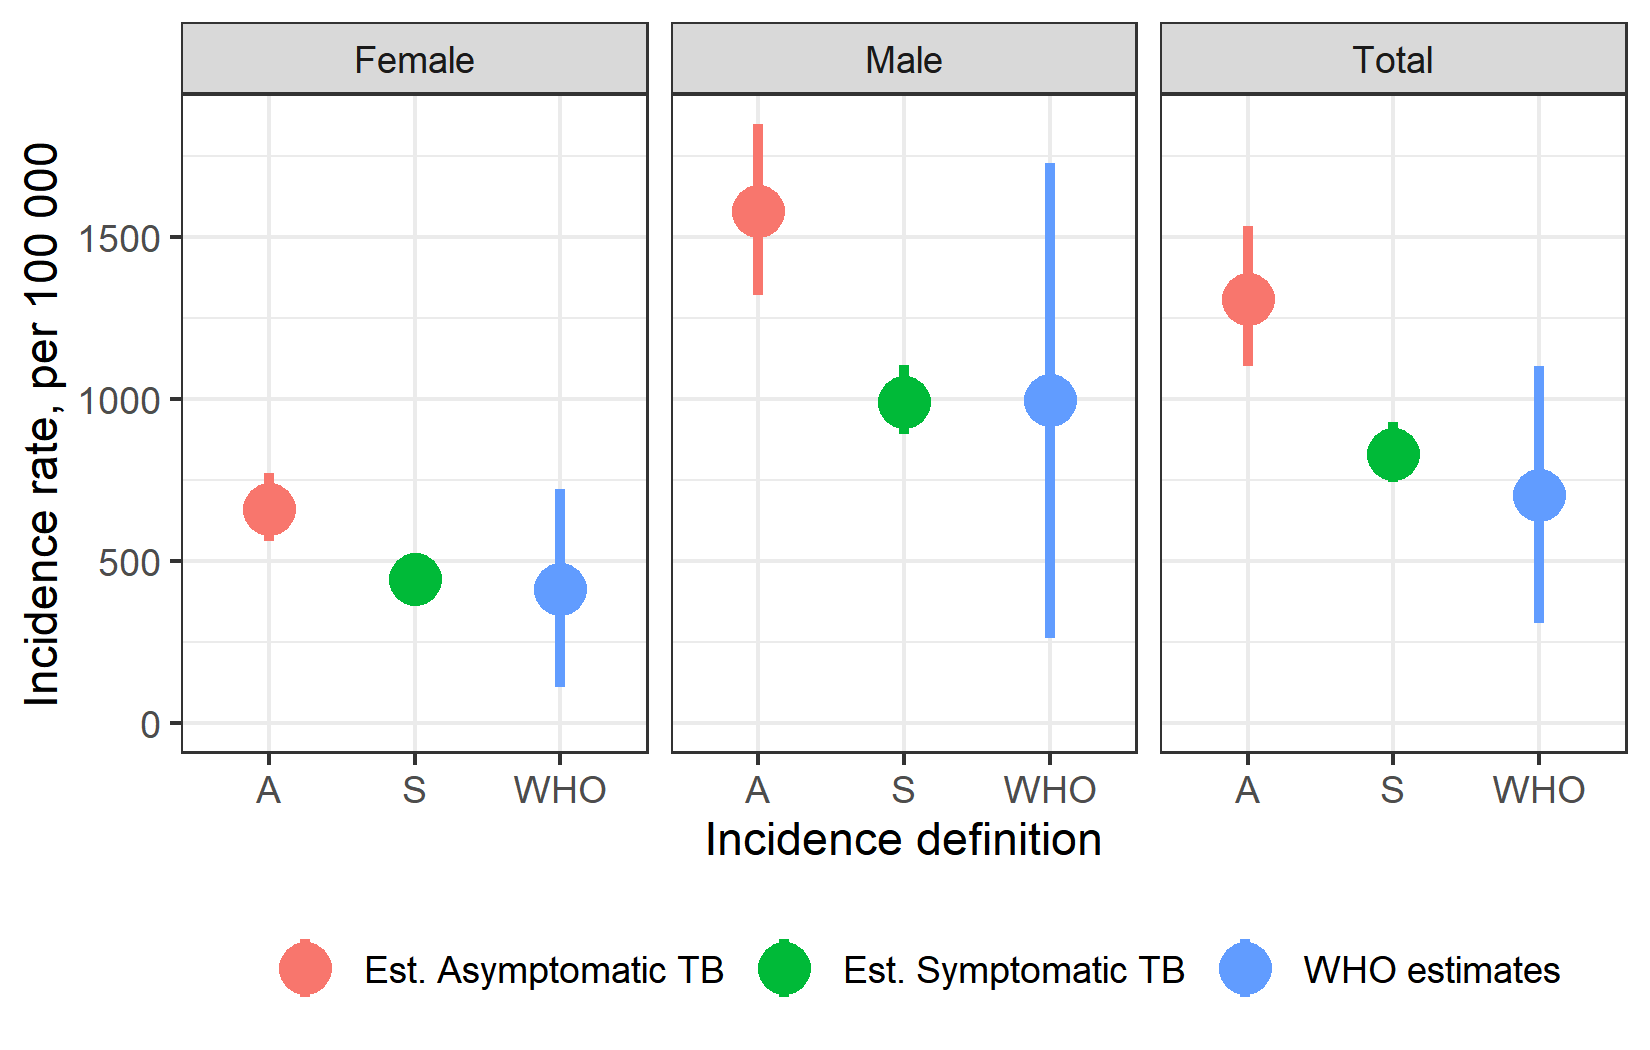 Female Male Total
Incidence rate, per 100 000
1500
1000
500
0
A S WHO A S WHO A S WHO
Incidence definition
Est. Asymptomatic TB Est. Symptomatic TB WHO estimates